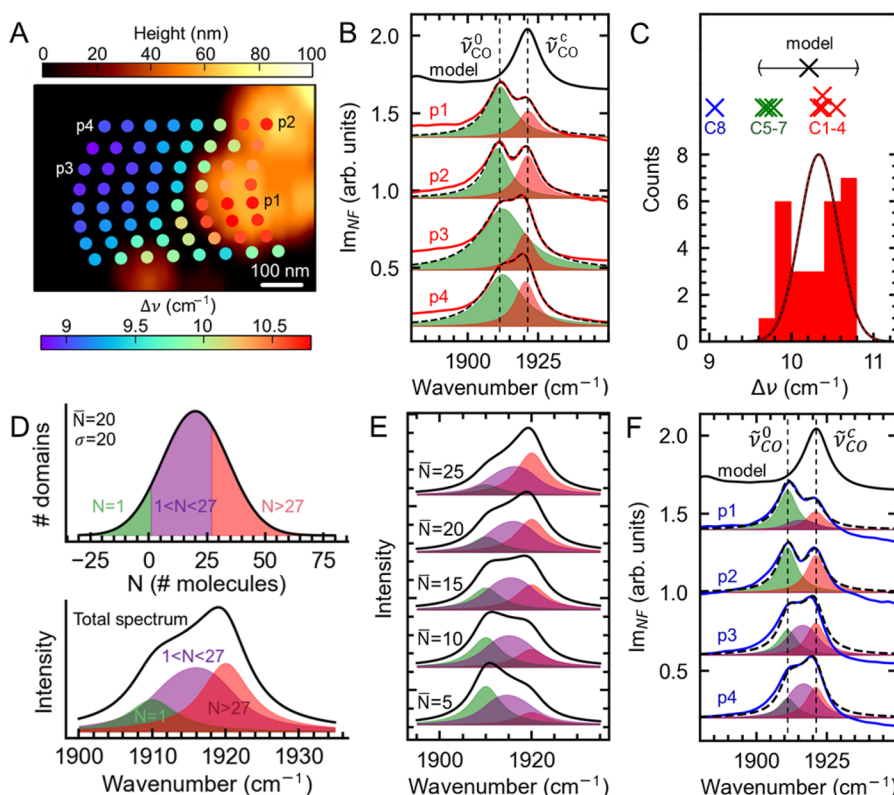 A
Height (nm)
0 20 40 60 80 100
p4
p2
p3
p1
100 nm
Δν (cm⁻¹)
9 9.5 10 10.5
B
2.0
1.5
1.0
0.5
Im_NF (arb. units)
ṽ⁰_CO
ṽᶜ_CO
model
p1
p2
p3
p4
1900 1925
Wavenumber (cm⁻¹)
C
model
C8
C5-7
C1-4
8
6
4
2
0
Counts
9 10 11
Δν (cm⁻¹)
D
N̄=20
σ=20
# domains
N=1
1<N<27
N>27
−25 0 25 50 75
N (# molecules)
Total spectrum
Intensity
1<N<27
N=1
N>27
1900 1910 1920 1930
Wavenumber (cm⁻¹)
E
N̄=25
N̄=20
N̄=15
N̄=10
N̄=5
Intensity
1900 1920
Wavenumber (cm⁻¹)
F
2.0
1.5
1.0
0.5
Im_NF (arb. units)
ṽ⁰_CO
ṽᶜ_CO
model
p1
p2
p3
p4
1900 1925
Wavenumber (cm⁻¹)